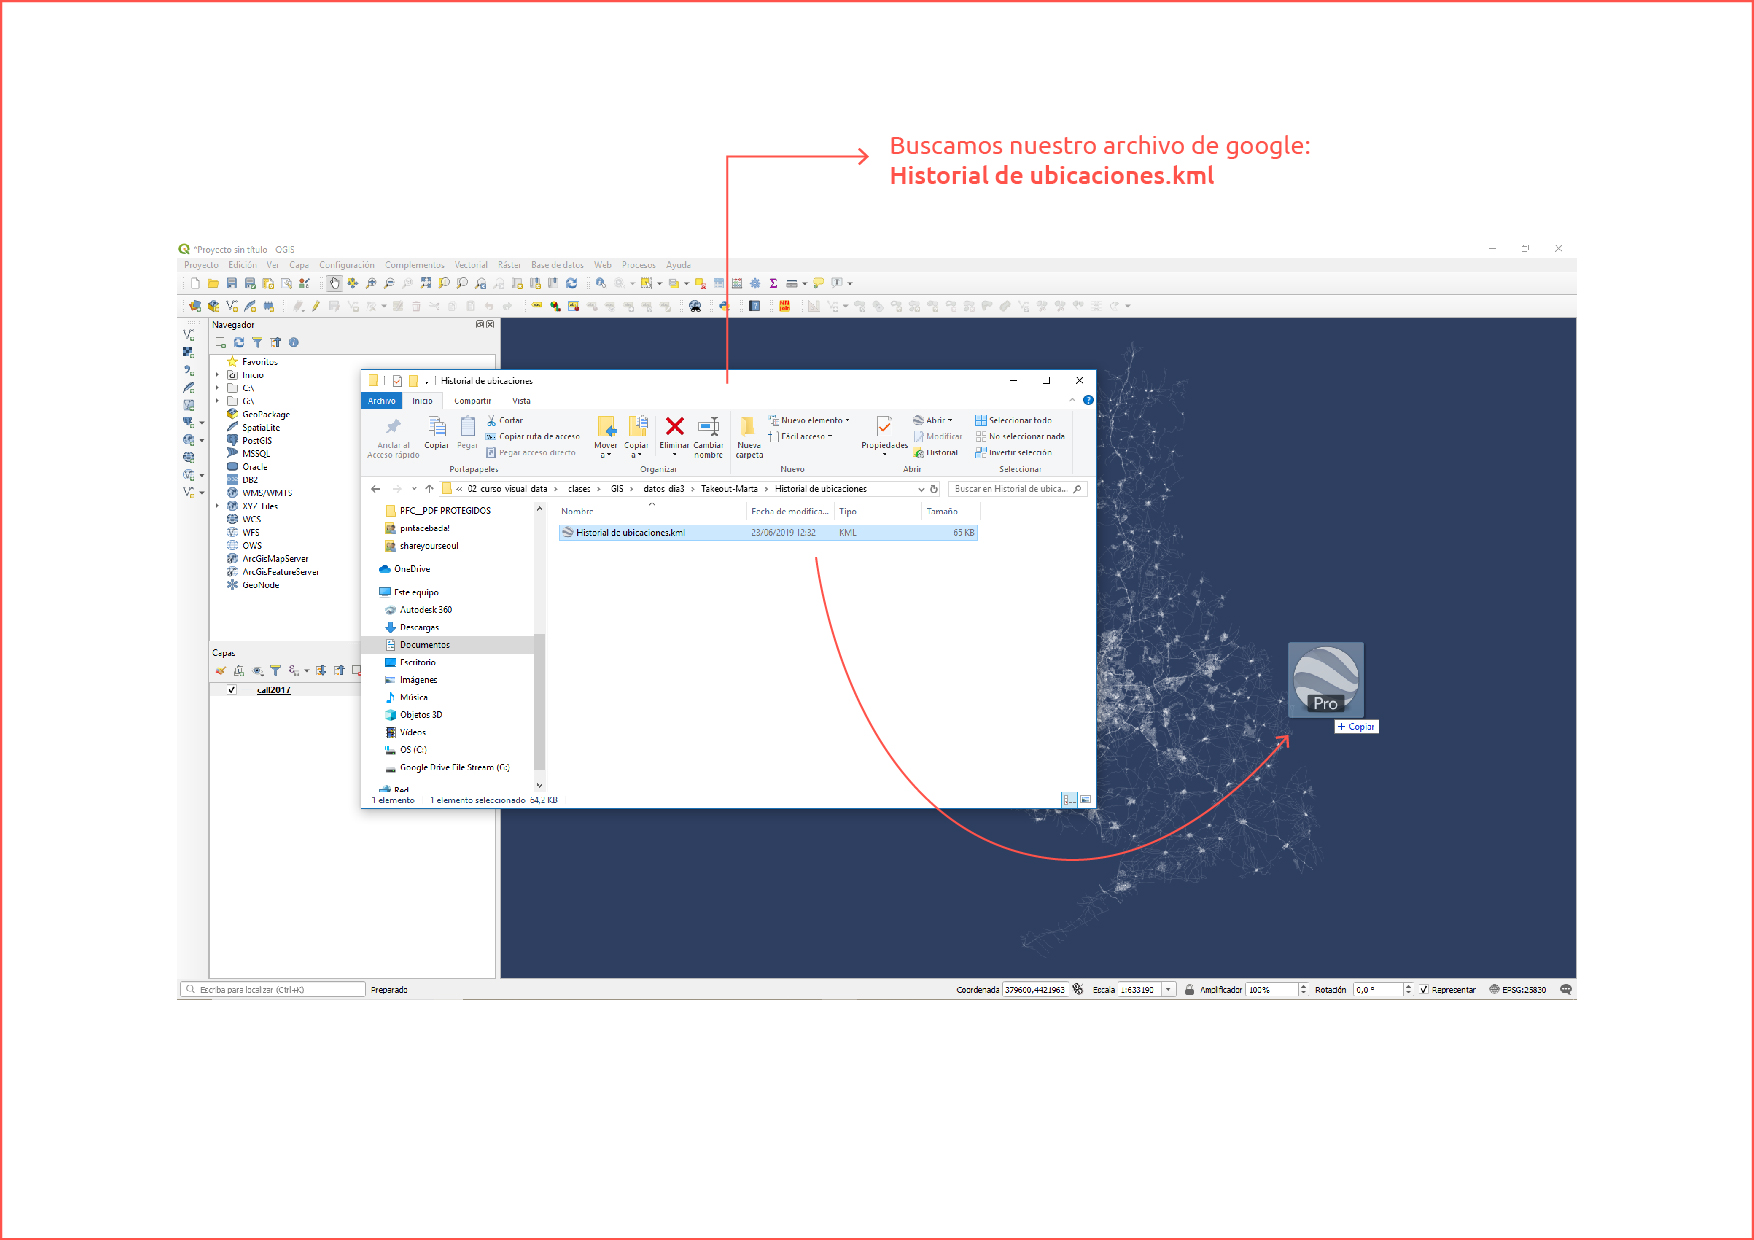 Buscamos nuestro archivo de google:
Historial de ubicaciones.kml
*Proyecto sin título - QGIS
Proyecto Edición Ver Capa Configuración Complementos Vectorial Ráster Base de datos Web Procesos Ayuda
Navegador
Favoritos
Inicio
C:\
G:\
GeoPackage
SpatiaLite
PostGIS
MSSQL
Oracle
DB2
WMS/WMTS
XYZ Tiles
WCS
WFS
OWS
ArcGisMapServer
ArcGisFeatureServer
GeoNode
Capas
call2017
Historial de ubicaciones
Archivo Inicio Compartir Vista
Anclar al
Acceso rápido
Copiar
Pegar
Cortar
Copiar ruta de acceso
Pegar acceso directo
Portapapeles
Mover
a
Copiar
a
Eliminar
Cambiar
nombre
Organizar
Nueva
carpeta
Nuevo elemento
Fácil acceso
Nuevo
Propiedades
Abrir
Modificar
Historial
Abrir
Seleccionar todo
No seleccionar nada
Invertir selección
Seleccionar
« 02_curso_visual_data > clases > GIS > datos_dia3 > Takeout-Marta > Historial de ubicaciones
Buscar en Historial de ubica...
PFC_PDF PROTEGIDOS
pintacebada!
shareyourseoul
OneDrive
Este equipo
Autodesk 360
Descargas
Documentos
Escritorio
Imágenes
Música
Objetos 3D
Vídeos
OS (C:)
Google Drive File Stream (G:)
Red
Nombre Fecha de modifica... Tipo Tamaño
Historial de ubicaciones.kml 23/06/2019 12:32 KML 65 KB
1 elemento 1 elemento seleccionado 64,2 KB
Pro
+ Copiar
Escriba para localizar (Ctrl+K)
Preparado
Coordenada 379600,4421963 Escala 1:633190 Amplificador 100% Rotación 0,0 ° Representar EPSG:25830